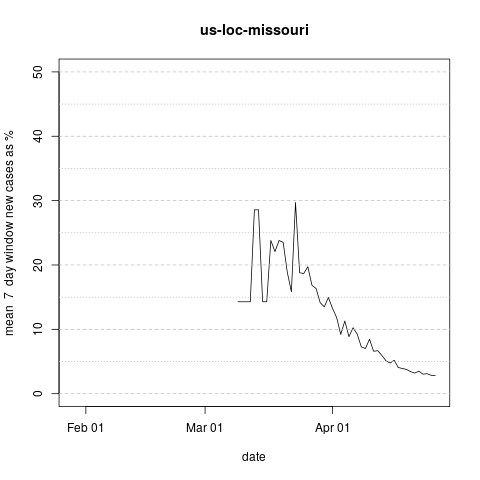 us-loc-missouri
mean 7 day window new cases as %
50
40
30
20
10
0
Feb 01
Mar 01
Apr 01
date